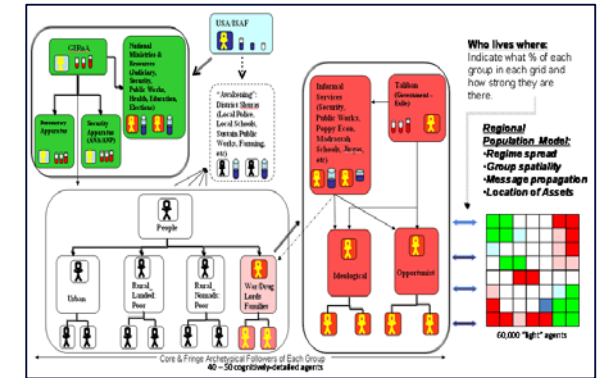 USA/ISAF
GIRoA
National
Ministries &
Resources
(Judiciary,
Security,
Public Works,
Health, Education,
Elections)
Bureaucracy
Apparatus
Security
Apparatus
(ANA/ANP)
"Awakening":
District Shuras
(Local Police,
Local Schools,
Sustain Public
Works, Farming,
etc)
Informal
Services
(Security,
Public Works,
Poppy Econ,
Madrassah
Schools,
etc)
Taliban
(Government -
Exile)
Who lives where:
Indicate what % of each
group in each grid and
how strong they are
there.
Regional
Population Model:
•Regime spread
•Group spatiality
•Message propagation
•Location of Assets
People
Urban
Rural
Landed:
Poor
Rural
Nomads:
Poor
War/Drug
Lords
Families
Ideological
Opportunist
60,000 "light" agents
Core & Fringe Archetypical Followers of Each Group
40 – 50 cognitively-detailed agents